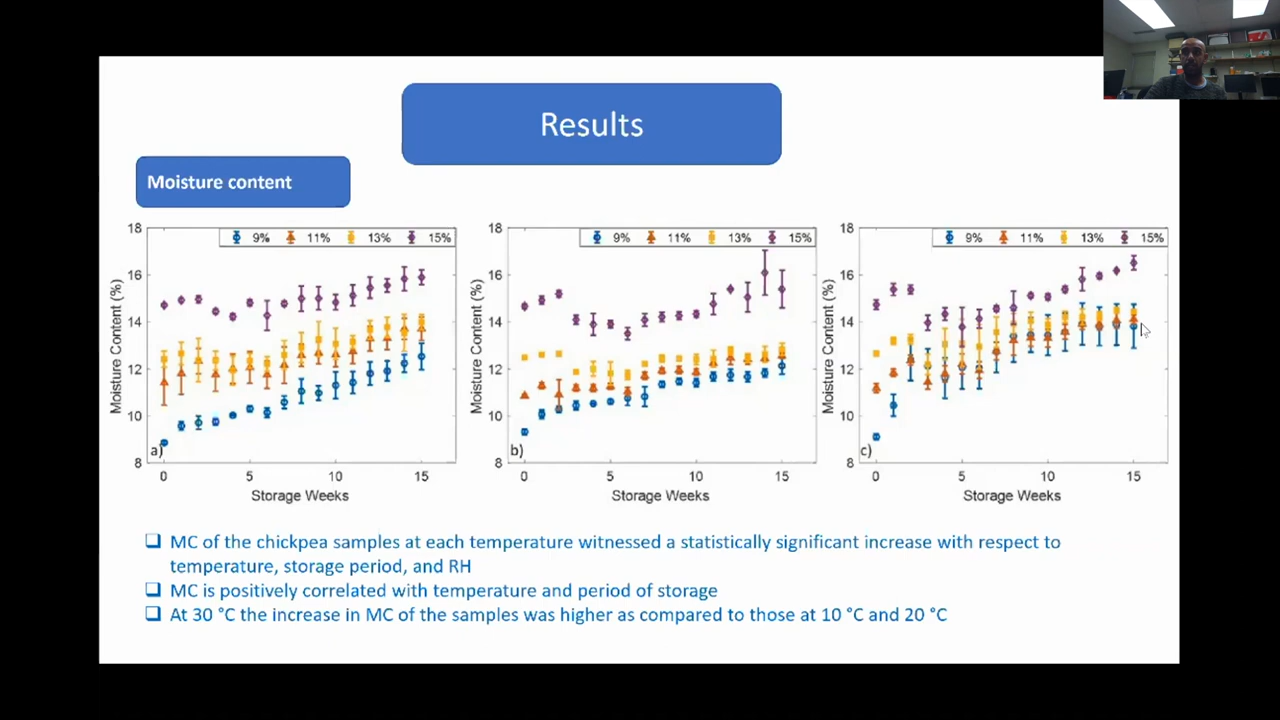 Results
Moisture content
18
16
14
12
10
8
Moisture Content (%)
9% 11% 13% 15%
a)
0 5 10 15
Storage Weeks
18
16
14
12
10
8
Moisture Content (%)
9% 11% 13% 15%
b)
0 5 10 15
Storage Weeks
18
16
14
12
10
8
Moisture Content (%)
9% 11% 13% 15%
c)
0 5 10 15
Storage Weeks
MC of the chickpea samples at each temperature witnessed a statistically significant increase with respect to
temperature, storage period, and RH
MC is positively correlated with temperature and period of storage
At 30 °C the increase in MC of the samples was higher as compared to those at 10 °C and 20 °C